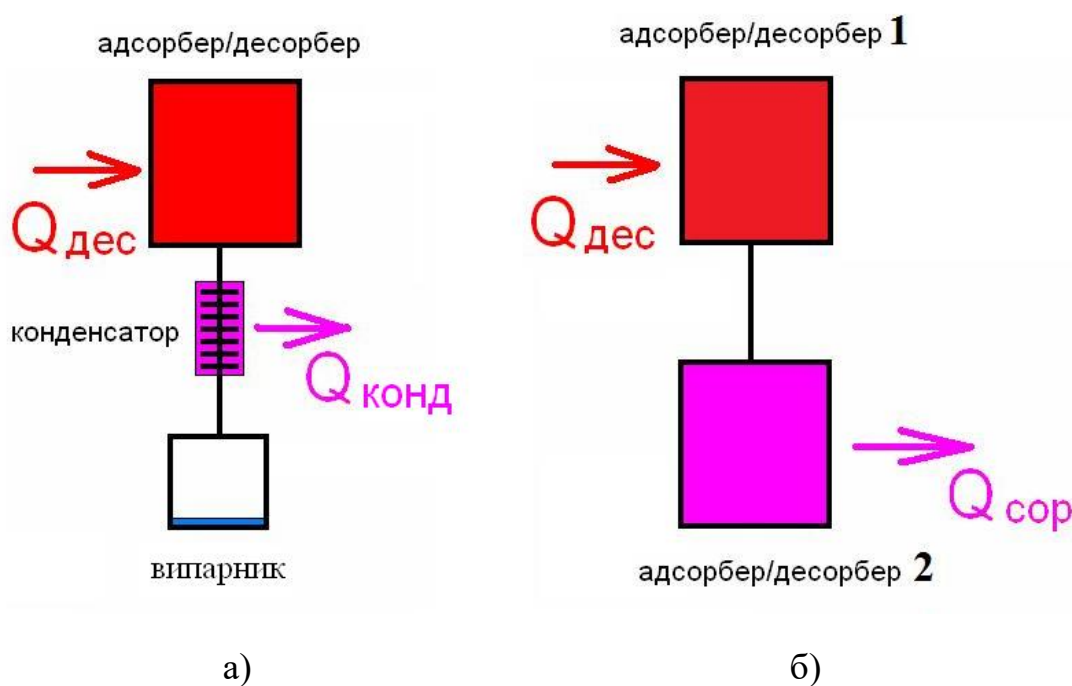 адсорбер/десорбер
Qдес
конденсатор
Qконд
випарник
а)
адсорбер/десорбер 1
Qдес
Qсор
адсорбер/десорбер 2
б)